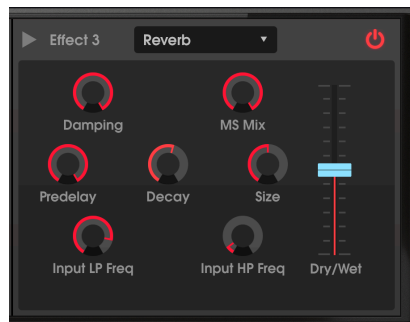 Effect 3
Reverb
Damping
MS Mix
Predelay
Decay
Size
Input LP Freq
Input HP Freq
Dry/Wet